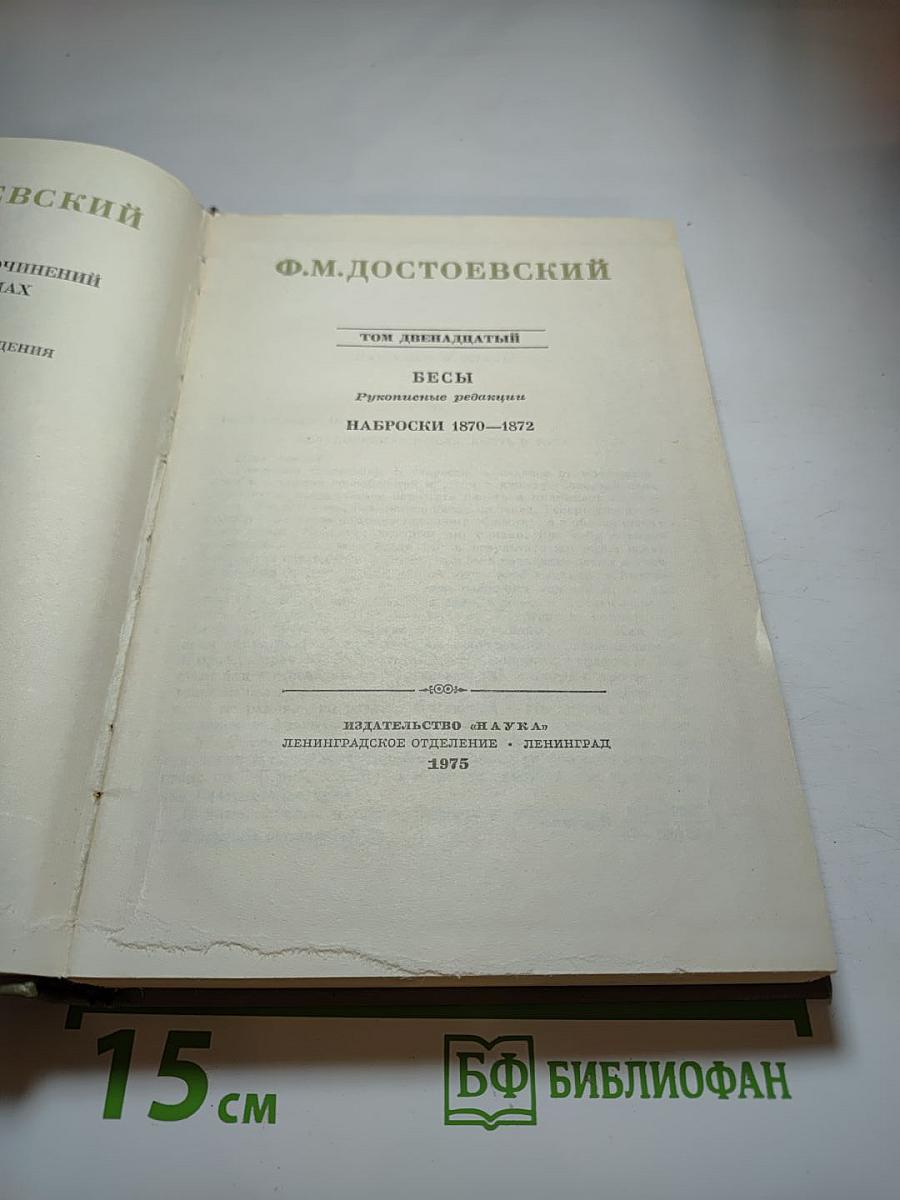 ЕВСКИЙ
ОЧИНЕНИЙ
МАХ
ДЕНИЯ
Ф.М.ДОСТОЕВСКИЙ
ТОМ ДВЕНАДЦАТЫЙ
БЕСЫ
Рукописные редакции
НАБРОСКИ 1870—1872
ИЗДАТЕЛЬСТВО «НАУКА»
ЛЕНИНГРАДСКОЕ ОТДЕЛЕНИЕ • ЛЕНИНГРАД
1975
15 см
БФ БИБЛИОФАН